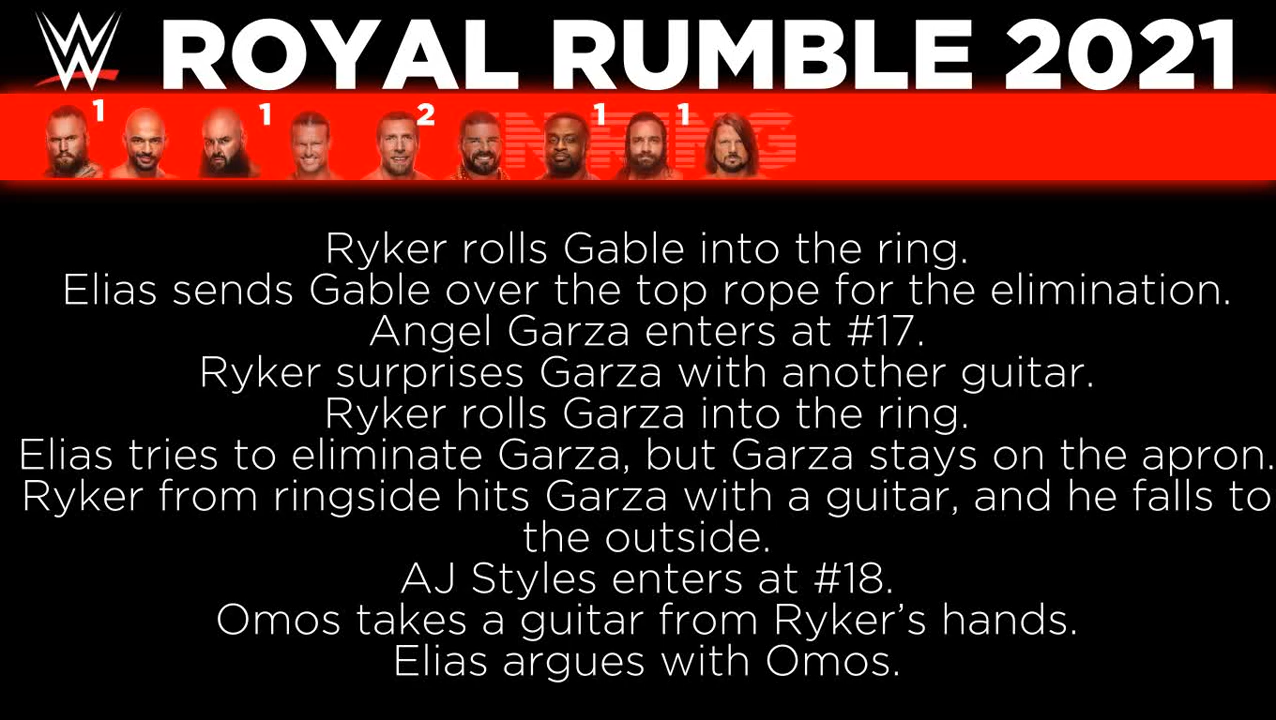 W ROYAL RUMBLE 2021
1 1 2 1 1
IN RING
Ryker rolls Gable into the ring.
Elias sends Gable over the top rope for the elimination.
Angel Garza enters at #17.
Ryker surprises Garza with another guitar.
Ryker rolls Garza into the ring.
Elias tries to eliminate Garza, but Garza stays on the apron.
Ryker from ringside hits Garza with a guitar, and he falls to
the outside.
AJ Styles enters at #18.
Omos takes a guitar from Ryker’s hands.
Elias argues with Omos.